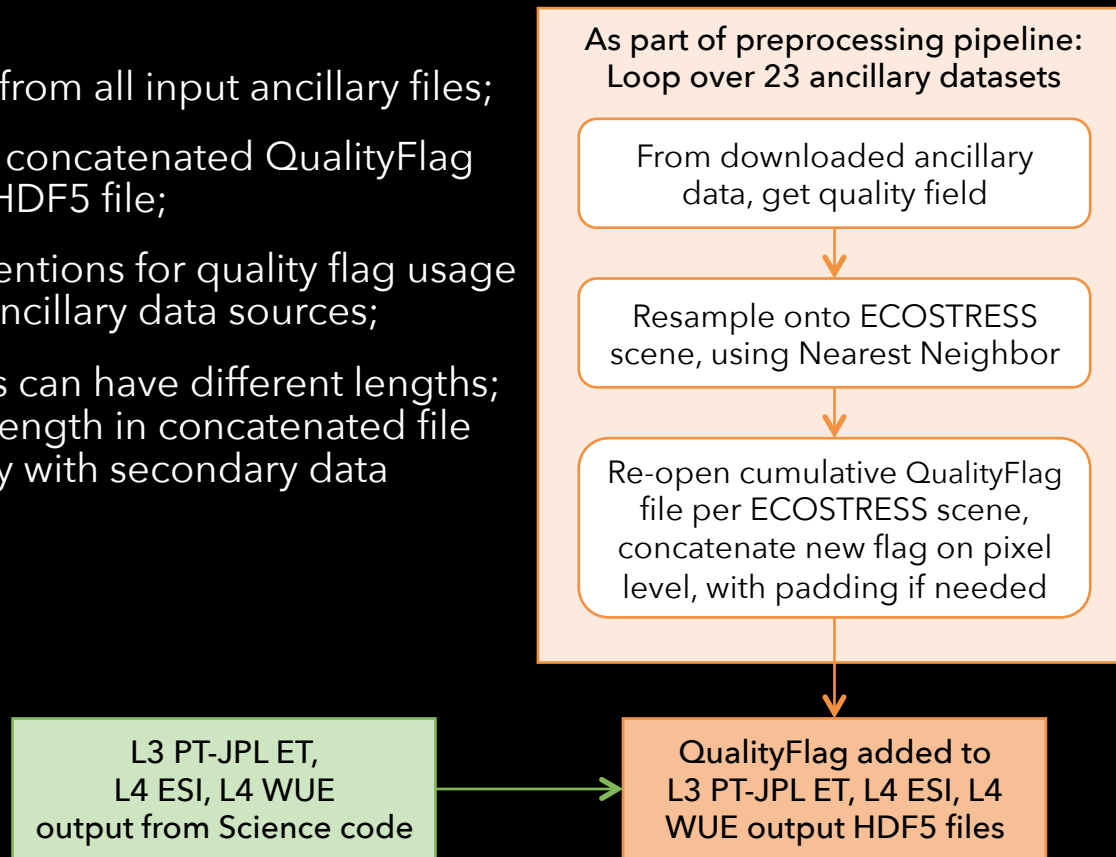 from all input ancillary files;
concatenated QualityFlag
HDF5 file;
entions for quality flag usage
ncillary data sources;
s can have different lengths;
ength in concatenated file
y with secondary data
As part of preprocessing pipeline:
Loop over 23 ancillary datasets
From downloaded ancillary
data, get quality field
Resample onto ECOSTRESS
scene, using Nearest Neighbor
Re-open cumulative QualityFlag
file per ECOSTRESS scene,
concatenate new flag on pixel
level, with padding if needed
L3 PT-JPL ET,
L4 ESI, L4 WUE
output from Science code
QualityFlag added to
L3 PT-JPL ET, L4 ESI, L4
WUE output HDF5 files